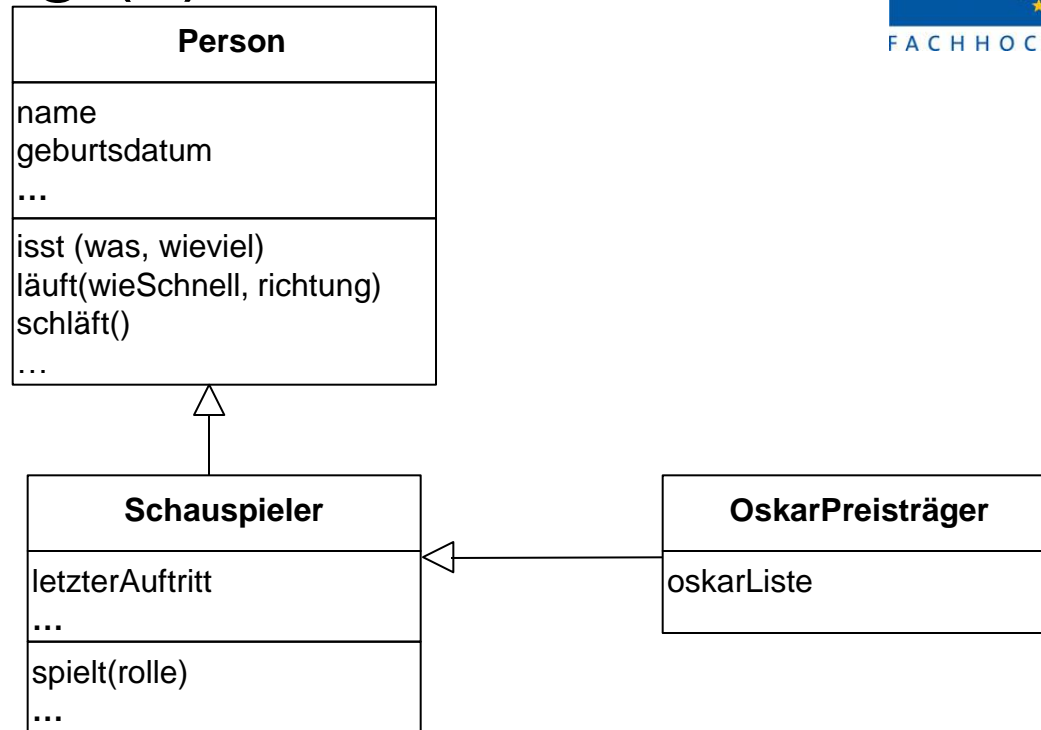 Person
FACHHOC
name
geburtsdatum
...
isst (was, wieviel)
läuft(wieSchnell, richtung)
schläft()
...
Schauspieler
OskarPreisträger
letzterAuftritt
...
oskarListe
spielt(rolle)
...